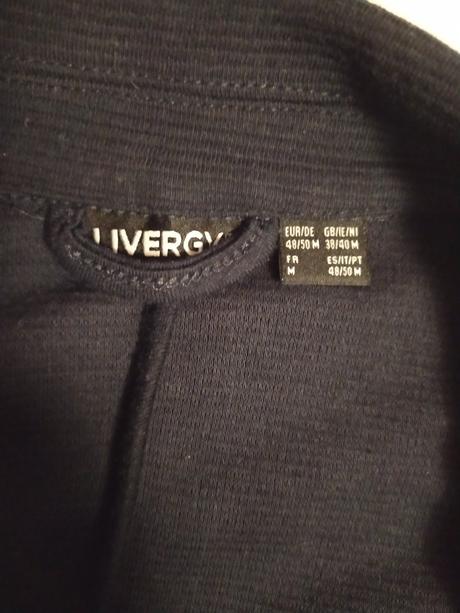 LIVERGY
EUR/DE GB/IE/NI
48/50 M 38/40 M
FR ES/IT/PT
M 48/50 M